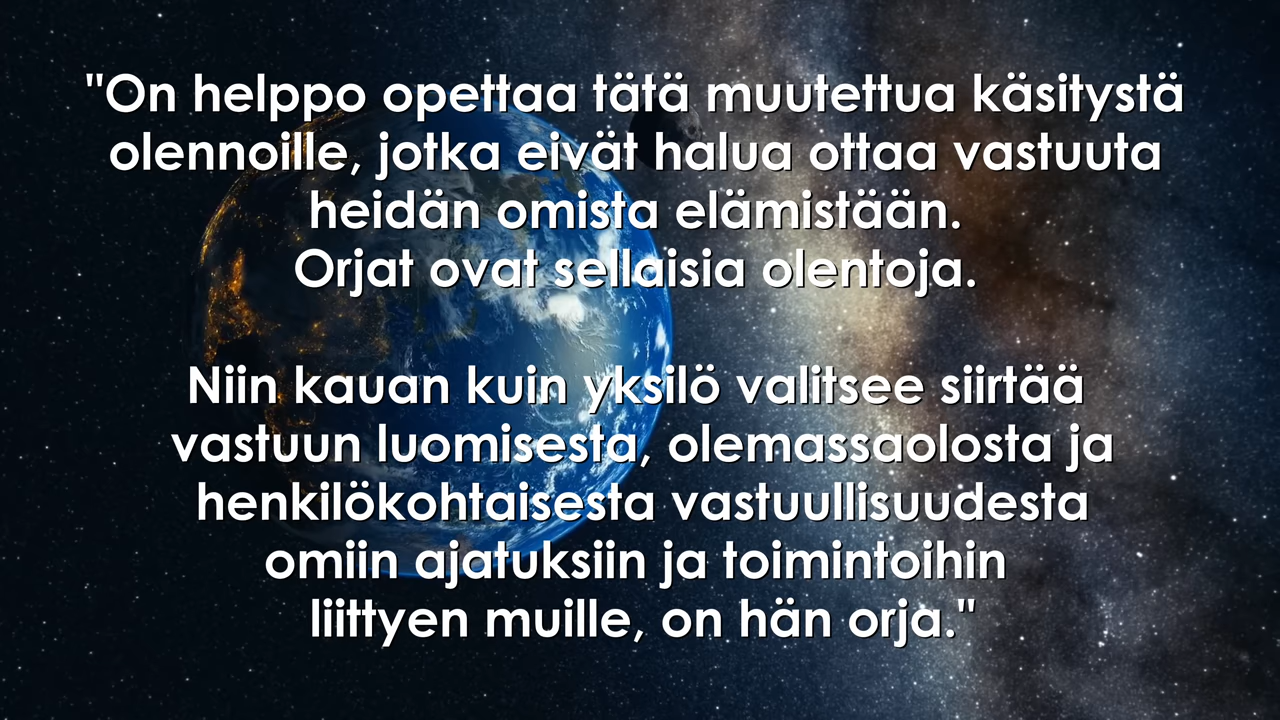 "On helppo opettaa tätä muutettua käsitystä
olennoille, jotka eivät halua ottaa vastuuta
heidän omista elämistään.
Orjat ovat sellaisia olentoja.
Niin kauan kuin yksilö valitsee siirtää
vastuun luomisesta, olemassaolosta ja
henkilökohtaisesta vastuullisuudesta
omiin ajatuksiin ja toimintoihin
liittyen muille, on hän orja."